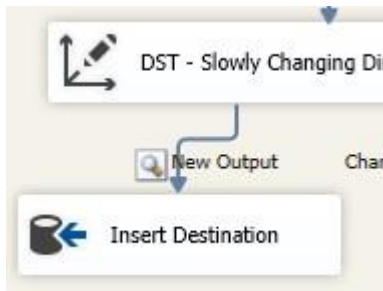 DST - Slowly Changing Di
New Output Char
Insert Destination